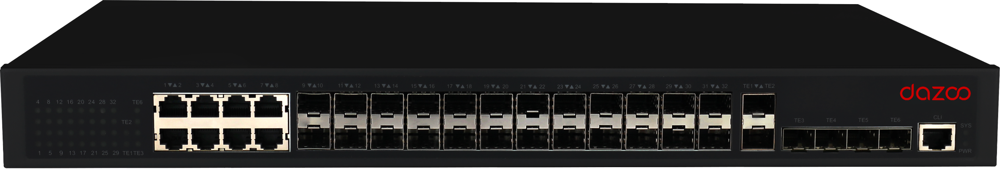 1▼▲2 3▼▲4 5▼▲6 7▼▲8 9▼▲10 11▼▲12 13▼▲14 15▼▲16 17▼▲18 19▼▲20 21▼▲22 23▼▲24 25▼▲26 27▼▲28 29▼▲30 31▼▲32 TE1▼▲TE2
dazoo
4 8 12 16 20 24 28 32 TE6
TE2
1 5 9 13 17 21 25 29 TE1TE3
TE3 TE4 TE5 TE6
CLI
SYS
PWR